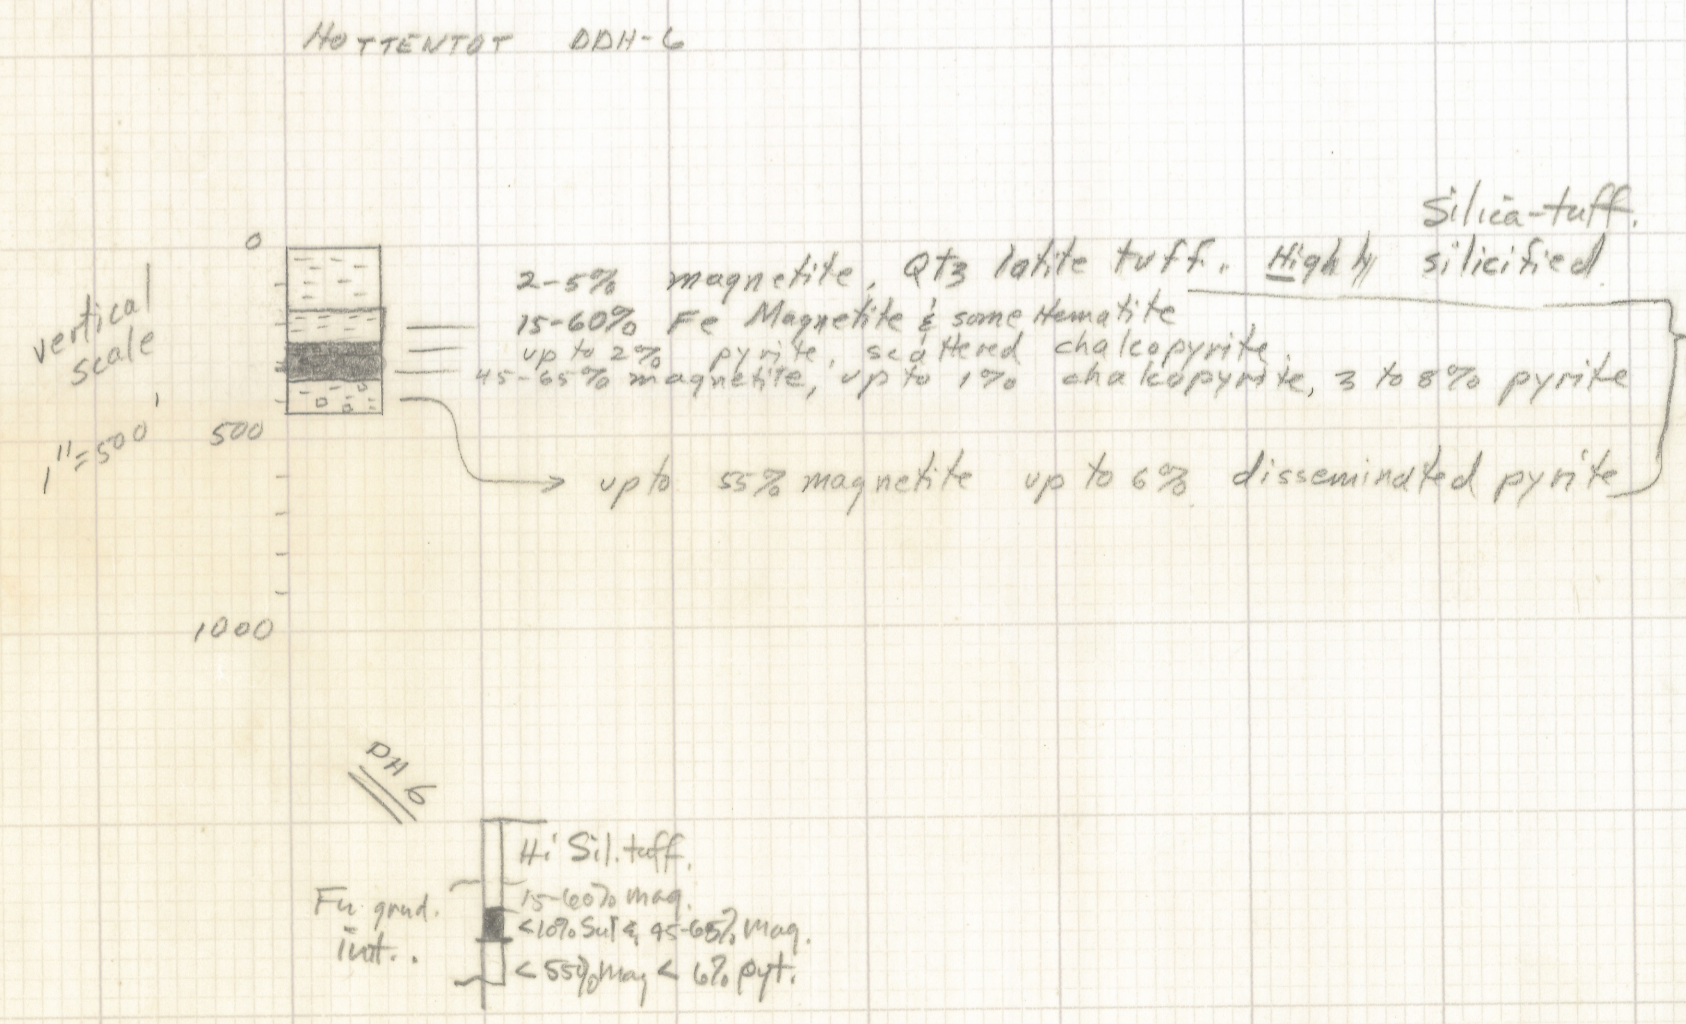 HOTTENTOT DDH-6
Silica-tuff.
0
2-5% magnetite. Qtz latite tuff. Highly silicified
15-60% Fe Magnetite & some Hematite
up to 2% pyrite, scattered chalcopyrite
45-65% magnetite, up to 1% chalcopyrite, 3 to 8% pyrite
vertical
scale
1"=500'
500
up to 55% magnetite up to 6% disseminated pyrite
1000
DH 6
Hi Sil. tuff.
15-60% mag.
<10% Sul & 45-65% Mag.
<55% Mag < 6% pyt.
Fn grnd.
int..